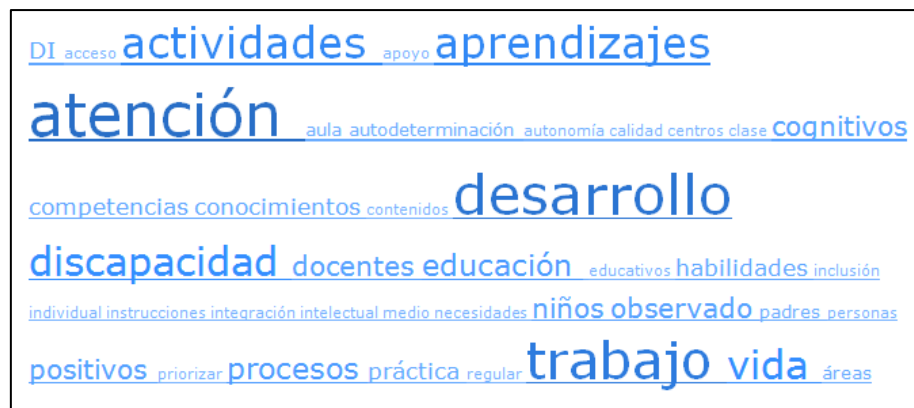 DI acceso actividades apoyo aprendizajes
atención aula autodeterminación autonomía calidad centros clase cognitivos
competencias conocimientos contenidos desarrollo
discapacidad docentes educación educativos habilidades inclusión
individual instrucciones integración intelectual medio necesidades niños observado padres personas
positivos priorizar procesos práctica regular trabajo vida áreas